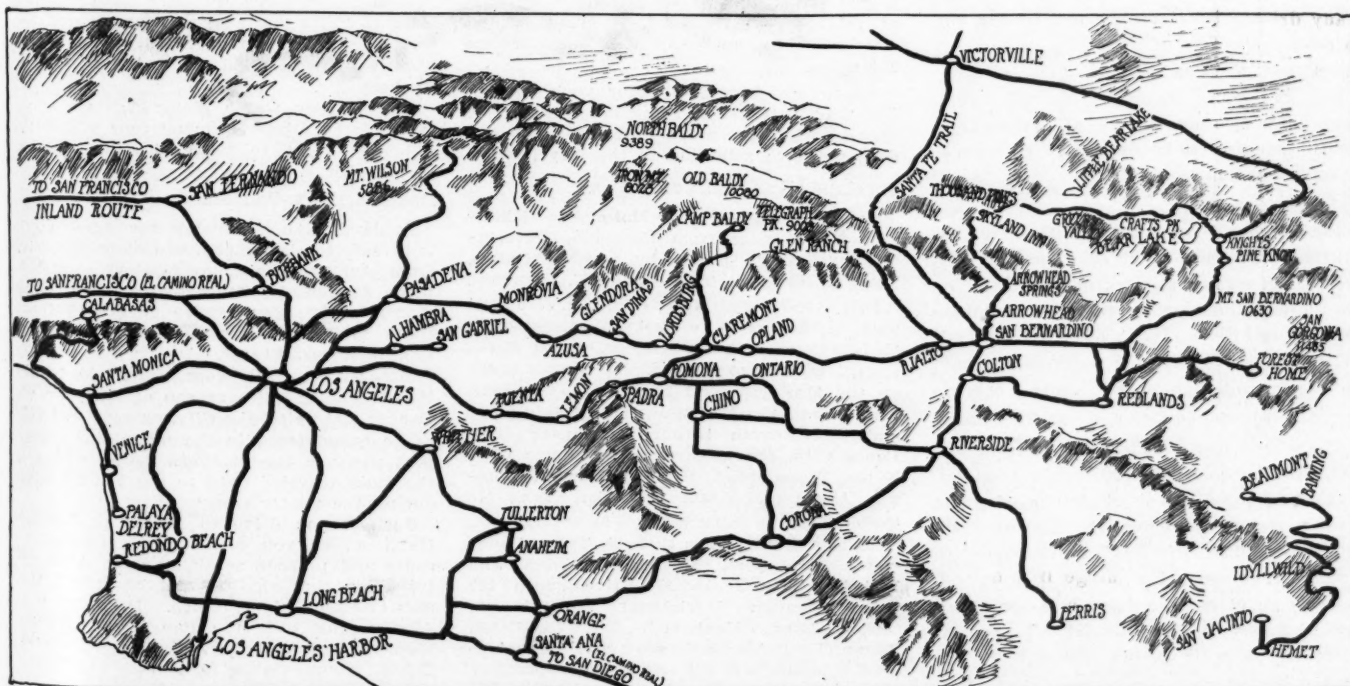 VICTORVILLE
NORTH BALDY
9389
MT. WILSON
5886
IRON MT.
8028
OLD BALDY
10080
SANTA FE TRAIL
LITTLE BEAR LAKE
TO SAN FRANCISCO
INLAND ROUTE
SAN FERNANDO
CAMP BALDY
TELEGRAPH
PK. 9008
GLEN RANCH
THOUSAND PINES
SKYLAND INN
GRIZZLY
VALLEY
CRAFTS PK.
BEAR LAKE
KNIGHTS
PINE KNOT
BURBANK
TO SANFRANCISCO (EL CAMINO REAL)
CALABASAS
PASADENA
MONROVIA
GLENDORA
SAN DIMAS
LORDSBURG
CLAREMONT
ARROWHEAD
SPRINGS
ARROWHEAD
MT. SAN BERNARDINO
10630
SAN
GORGONIA
11485
ALHAMBRA
SAN GABRIEL
AZUSA
UPLAND
RIALTO
SAN BERNARDINO
SANTA MONICA
LOS ANGELES
POMONA
ONTARIO
COLTON
FOREST
HOME
PUENTA
LEMON
SPADRA
CHINO
REDLANDS
VENICE
WHITTIER
RIVERSIDE
BEAUMONT
BANNING
PALAYA
DELREY
FULLERTON
CORONA
REDONDO BEACH
ANAHEIM
IDYLLWILD
LONG BEACH
ORANGE
PERRIS
SAN JACINTO
LOS ANGELES HARBOR
SANTA ANA
(EL CAMINO REAL)
TO SAN DIEGO
HEMET